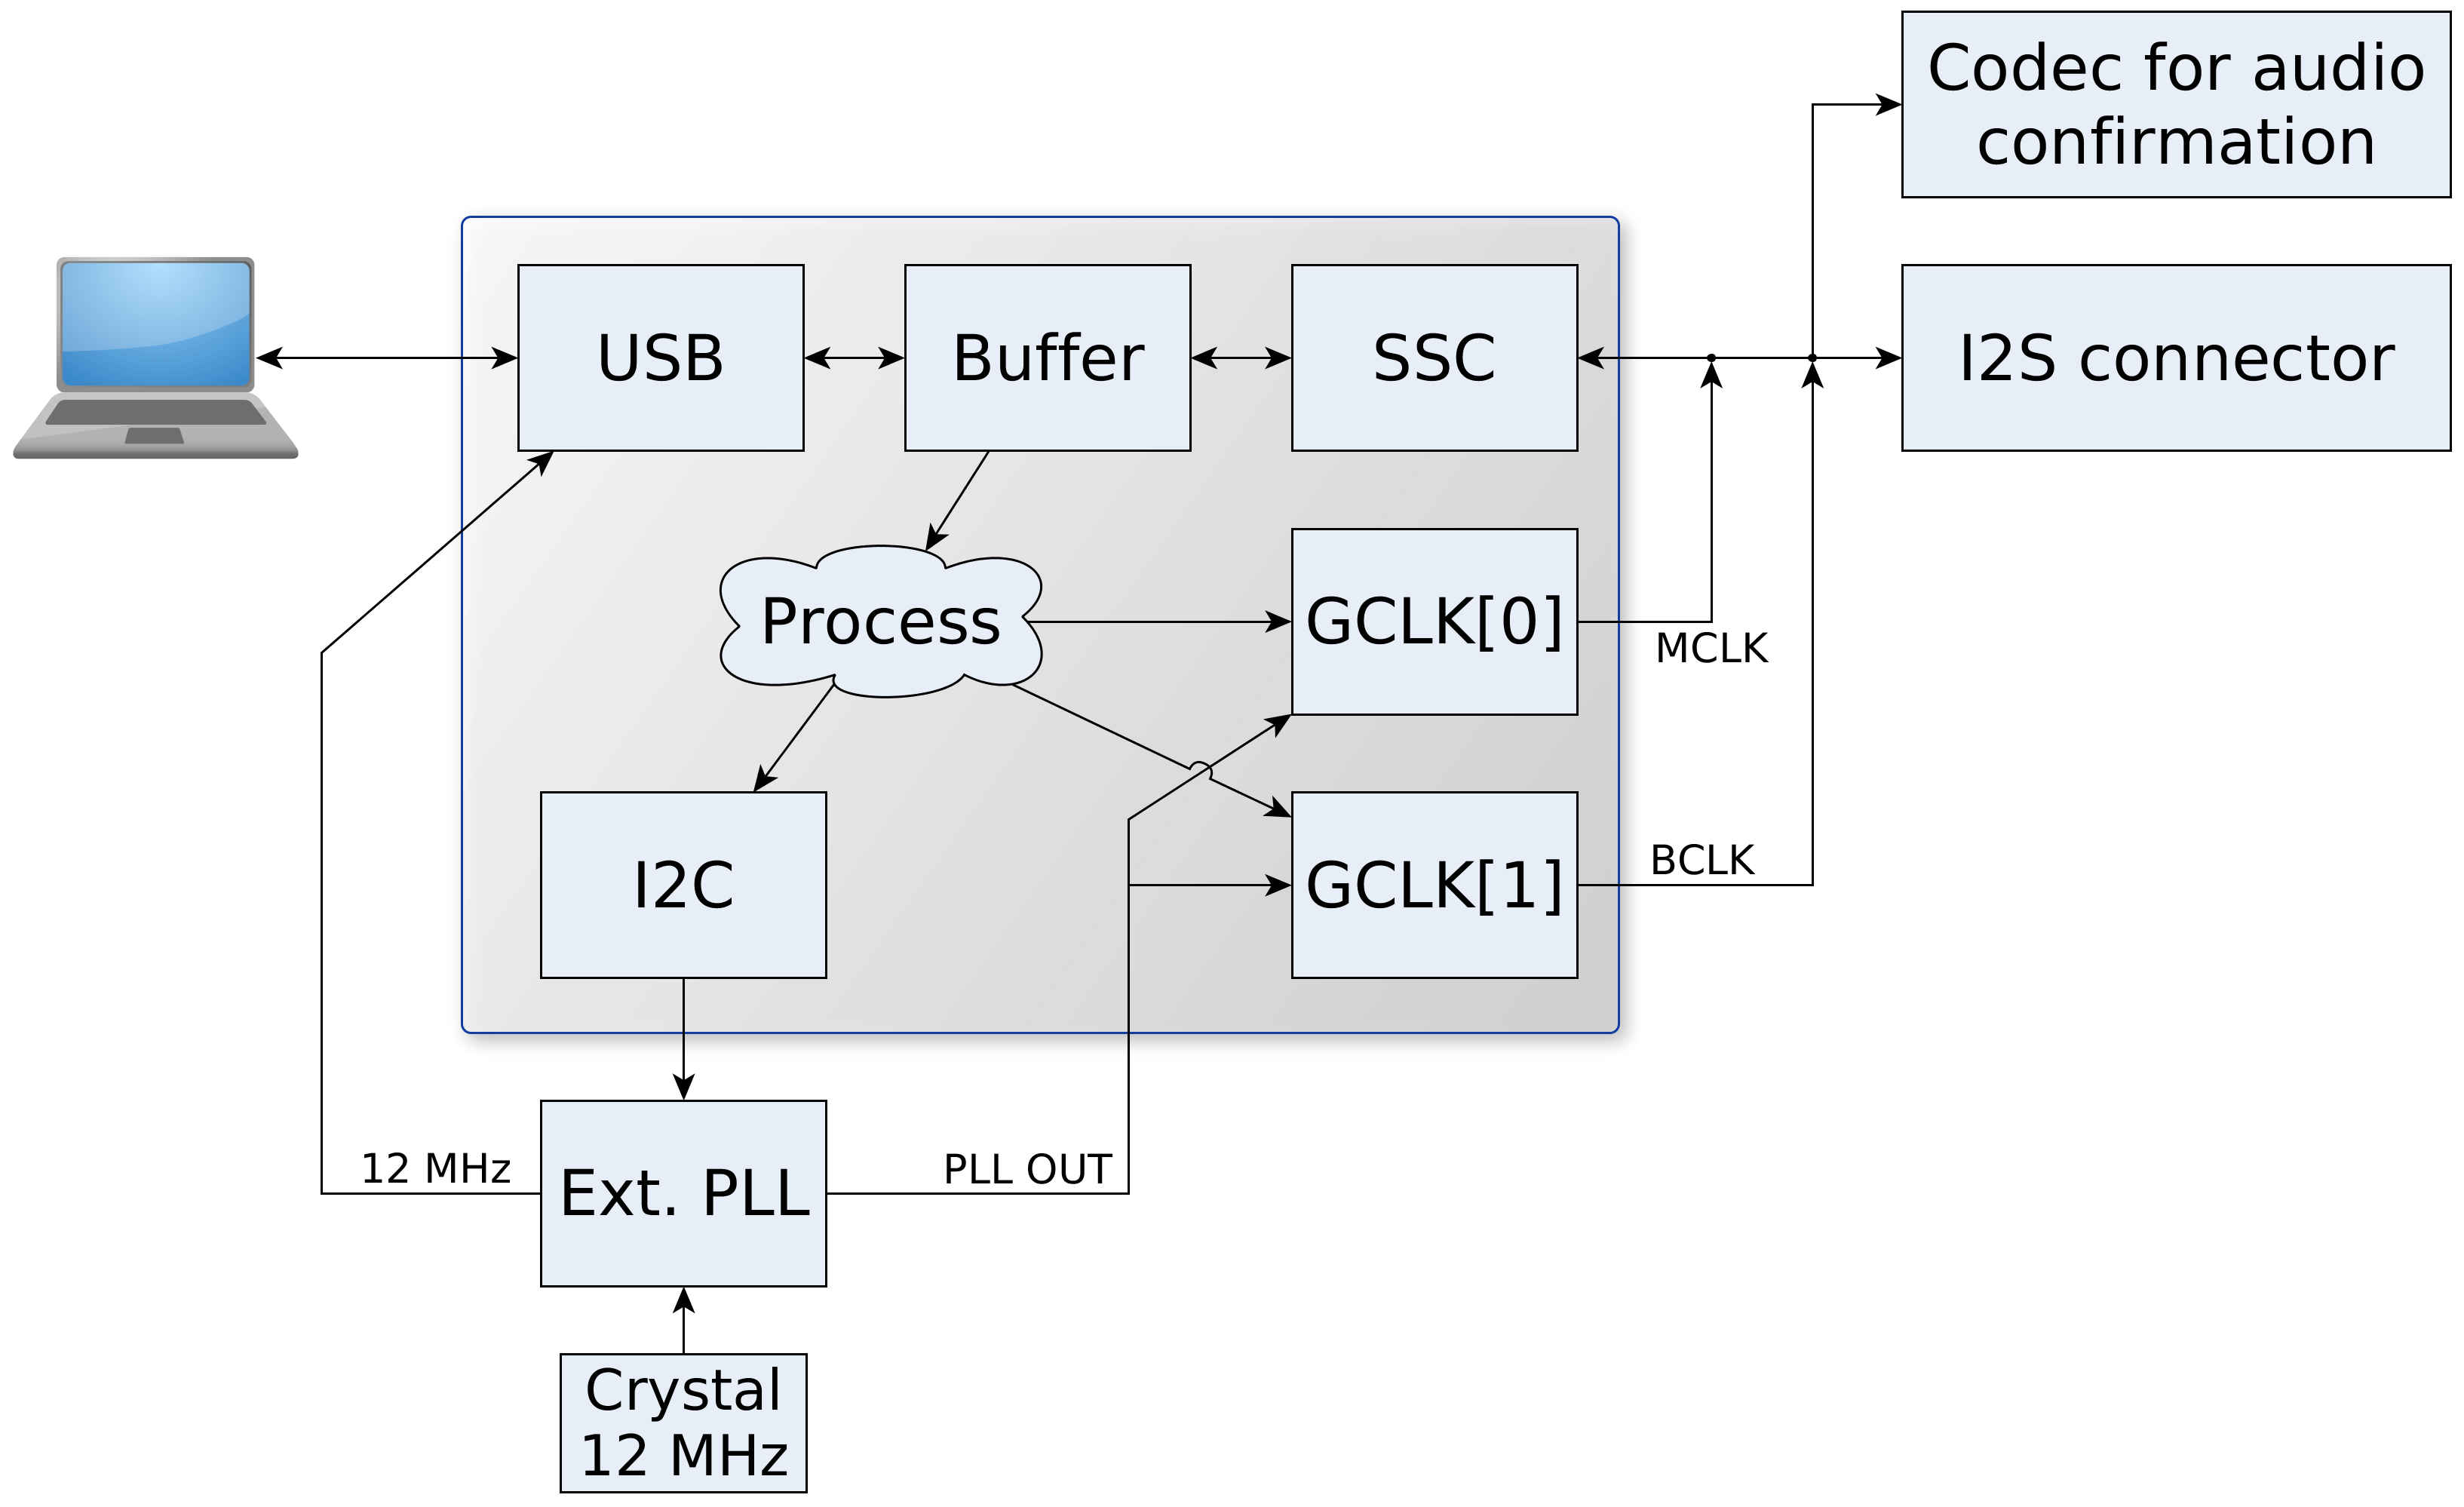 Codec for audio
confirmation
USB
Buffer
SSC
I2S connector
Process
GCLK[0]
MCLK
I2C
GCLK[1]
BCLK
12 MHz
Ext. PLL
PLL OUT
Crystal
12 MHz